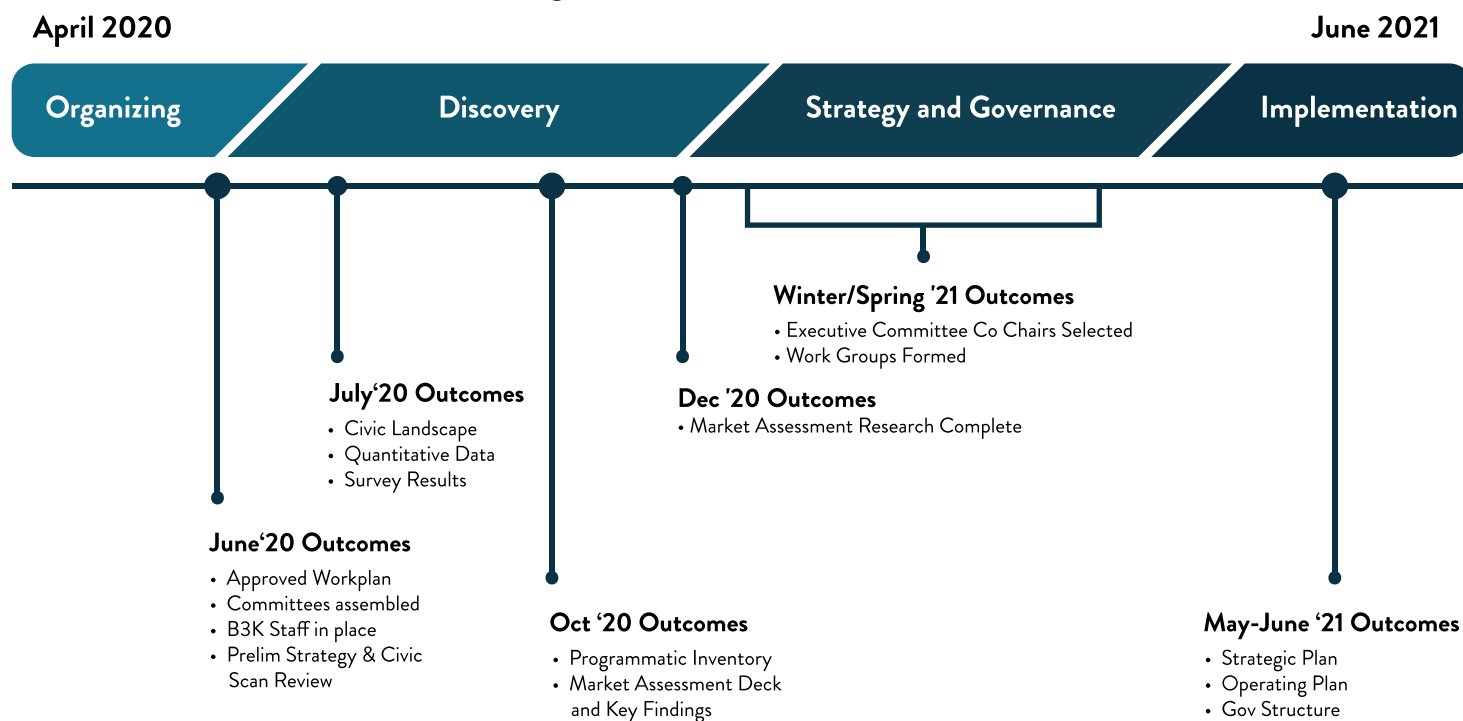 April 2020
June 2021
Organizing
Discovery
Strategy and Governance
Implementation
Winter/Spring '21 Outcomes
• Executive Committee Co Chairs Selected
• Work Groups Formed
July‘20 Outcomes
• Civic Landscape
• Quantitative Data
• Survey Results
Dec '20 Outcomes
• Market Assessment Research Complete
June‘20 Outcomes
• Approved Workplan
• Committees assembled
• B3K Staff in place
• Prelim Strategy & Civic
Scan Review
Oct ‘20 Outcomes
• Programmatic Inventory
• Market Assessment Deck
and Key Findings
May-June ‘21 Outcomes
• Strategic Plan
• Operating Plan
• Gov Structure